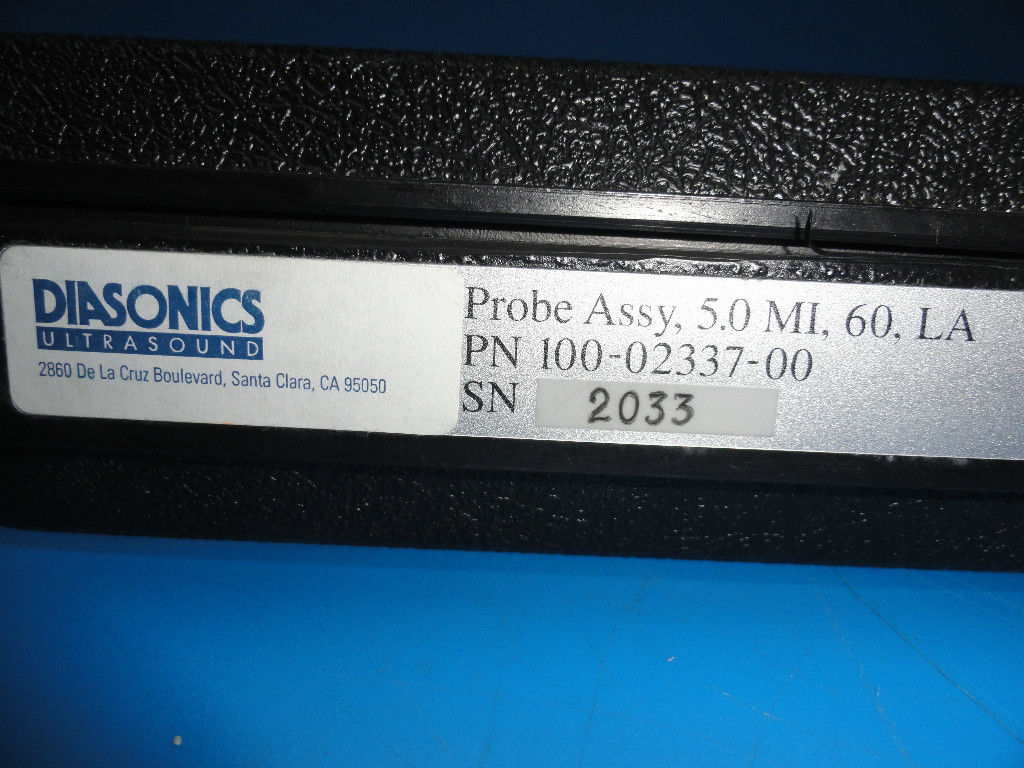 DIASONICS
ULTRASOUND
2860 De La Cruz Boulevard, Santa Clara, CA 95050
Probe Assy, 5.0 MI, 60, LA
PN 100-02337-00
SN 2033